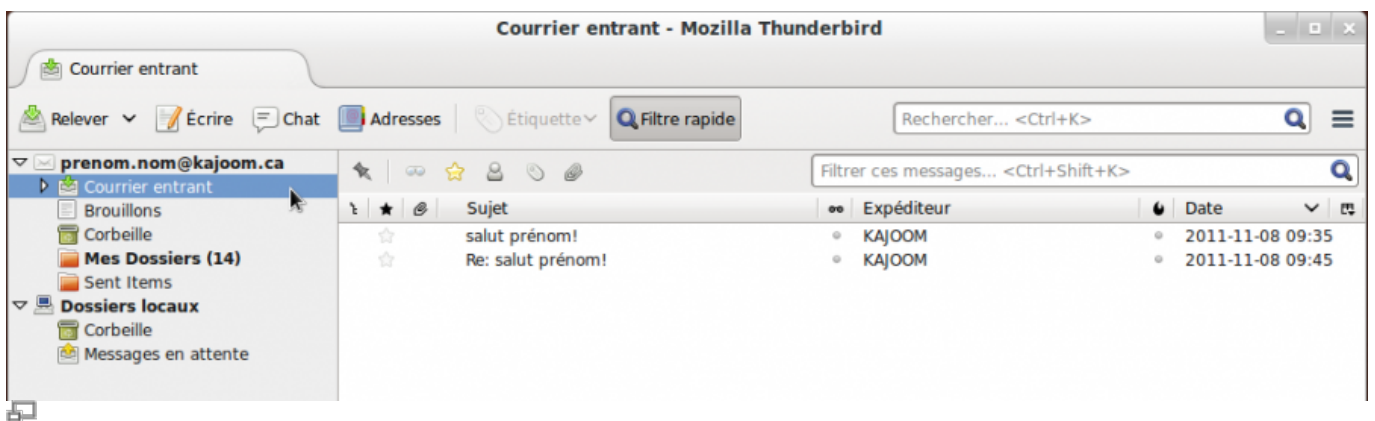 Courrier entrant - Mozilla Thunderbird
Courrier entrant
Relever Écrire Chat Adresses Étiquette Filtre rapide Rechercher... <Ctrl+K>
prenom.nom@kajoom.ca
Filtrer ces messages... <Ctrl+Shift+K>
Courrier entrant
Brouillons
Corbeille
Mes Dossiers (14)
Sent Items
Dossiers locaux
Corbeille
Messages en attente
Sujet Expéditeur Date
salut prénom! KAJOOM 2011-11-08 09:35
Re: salut prénom! KAJOOM 2011-11-08 09:45